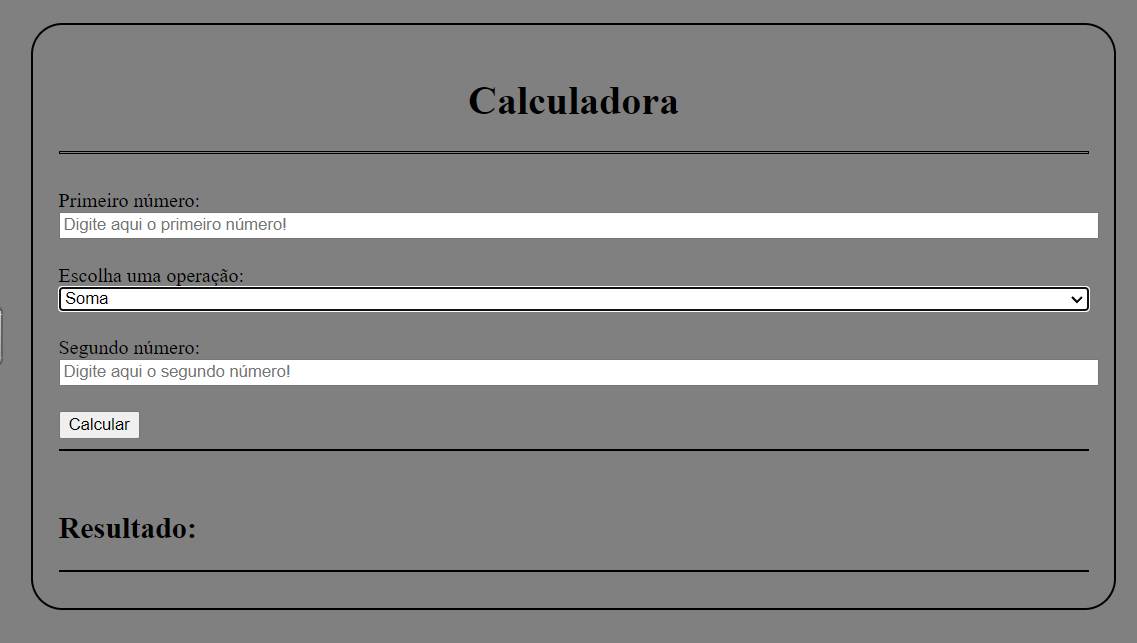 Calculadora
Primeiro número:
Digite aqui o primeiro número!
Escolha uma operação:
Soma
Segundo número:
Digite aqui o segundo número!
Calcular
Resultado: